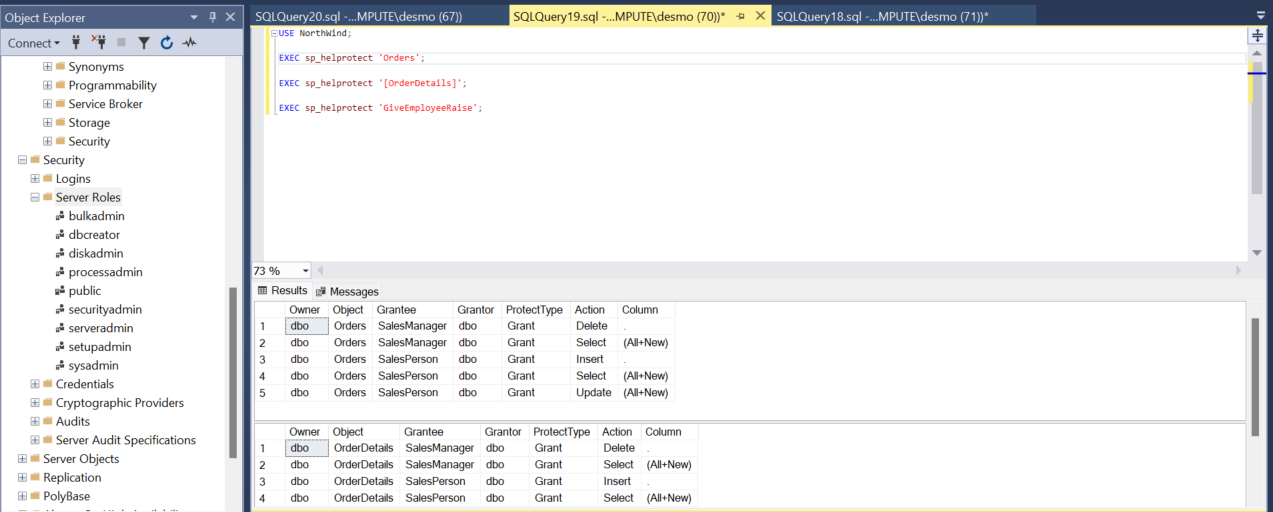 Object Explorer
SQLQuery20.sql -...MPUTE\desmo (67))
SQLQuery19.sql -...MPUTE\desmo (70))*
SQLQuery18.sql -...MPUTE\desmo (71))*
Connect
Synonyms
Programmability
Service Broker
Storage
Security
Security
Logins
Server Roles
bulkadmin
dbcreator
diskadmin
processadmin
public
securityadmin
serveradmin
setupadmin
sysadmin
Credentials
Cryptographic Providers
Audits
Server Audit Specifications
Server Objects
Replication
PolyBase
USE NorthWind;
EXEC sp_helprotect 'Orders';
EXEC sp_helprotect '[OrderDetails]';
EXEC sp_helprotect 'GiveEmployeeRaise';
73 %
Results Messages
Owner Object Grantee Grantor ProtectType Action Column
1 dbo Orders SalesManager dbo Grant Delete .
2 dbo Orders SalesManager dbo Grant Select (All+New)
3 dbo Orders SalesPerson dbo Grant Insert .
4 dbo Orders SalesPerson dbo Grant Select (All+New)
5 dbo Orders SalesPerson dbo Grant Update (All+New)
Owner Object Grantee Grantor ProtectType Action Column
1 dbo OrderDetails SalesManager dbo Grant Delete .
2 dbo OrderDetails SalesManager dbo Grant Select (All+New)
3 dbo OrderDetails SalesPerson dbo Grant Insert .
4 dbo OrderDetails SalesPerson dbo Grant Select (All+New)